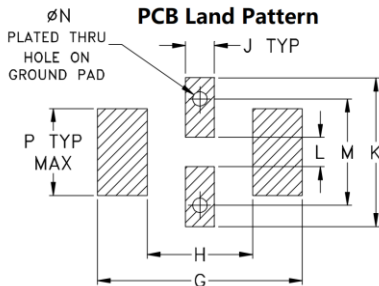 øN
PCB Land Pattern
PLATED THRU
HOLE ON
GROUND PAD
J TYP
P TYP
MAX
L
M
K
H
G